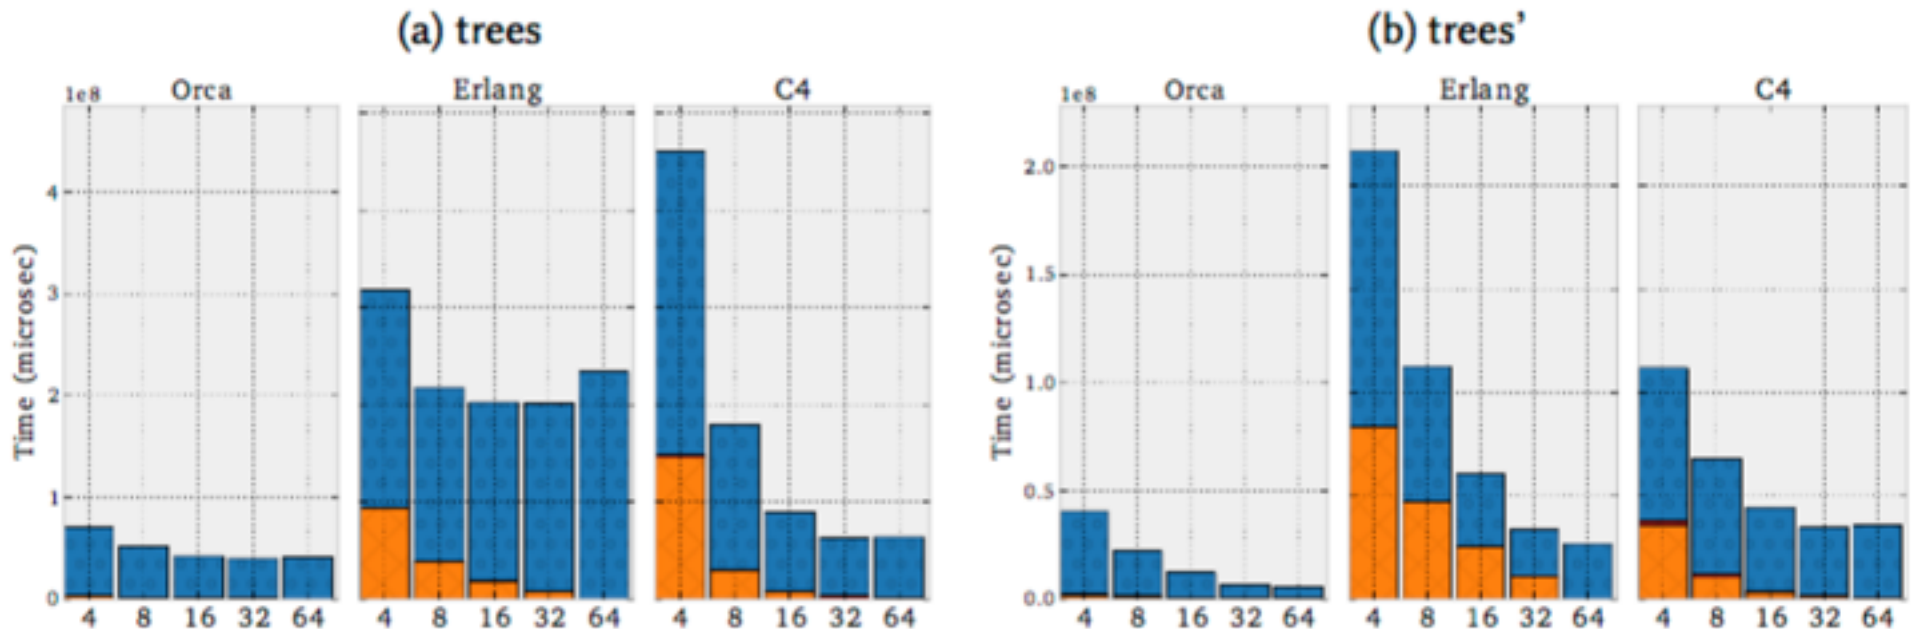 (a) trees
1e8 Orca Erlang C4
Time (microsec)
4
3
2
1
0
4 8 16 32 64 4 8 16 32 64 4 8 16 32 64
(b) trees’
1e8 Orca Erlang C4
Time (microsec)
2.0
1.5
1.0
0.5
0.0
4 8 16 32 64 4 8 16 32 64 4 8 16 32 64